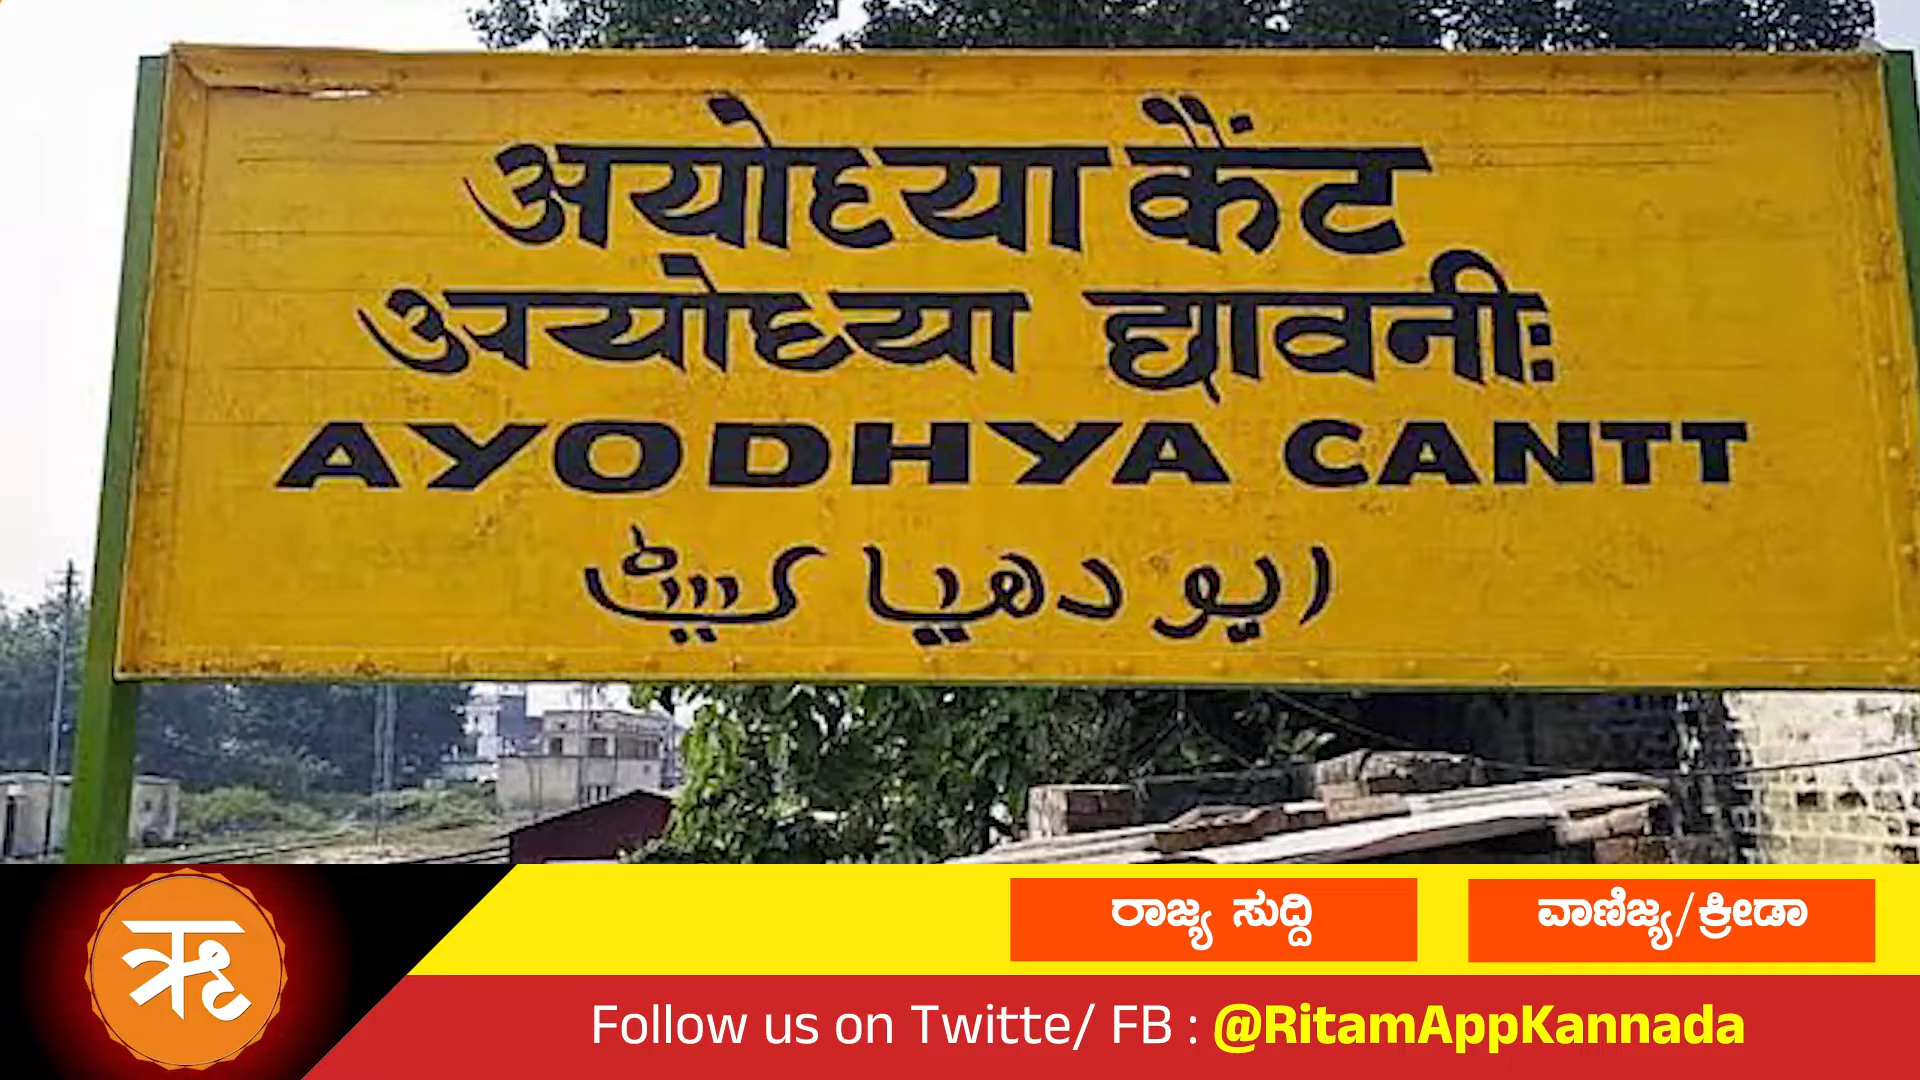 अयोध्या कैंट
अयोध्या छावनीः
AYODHYA CANTT
ایودھیا کینٹ
ರಾಜ್ಯ ಸುದ್ದಿ
ವಾಣಿಜ್ಯ/ಕ್ರೀಡಾ
ऋ
Follow us on Twitte/ FB : @RitamAppKannada